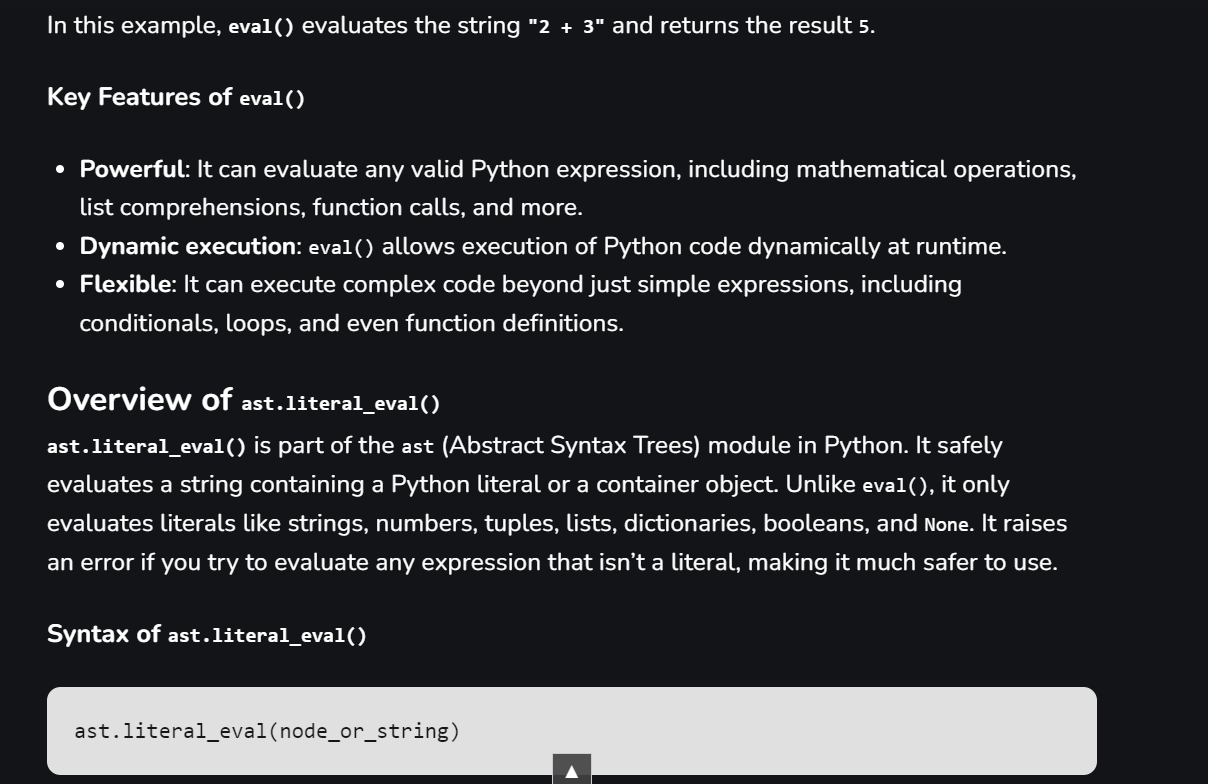 In this example, eval() evaluates the string "2 + 3" and returns the result 5.
Key Features of eval()
• Powerful: It can evaluate any valid Python expression, including mathematical operations,
list comprehensions, function calls, and more.
• Dynamic execution: eval() allows execution of Python code dynamically at runtime.
• Flexible: It can execute complex code beyond just simple expressions, including
conditionals, loops, and even function definitions.
Overview of ast.literal_eval()
ast.literal_eval() is part of the ast (Abstract Syntax Trees) module in Python. It safely
evaluates a string containing a Python literal or a container object. Unlike eval(), it only
evaluates literals like strings, numbers, tuples, lists, dictionaries, booleans, and None. It raises
an error if you try to evaluate any expression that isn’t a literal, making it much safer to use.
Syntax of ast.literal_eval()
ast.literal_eval(node_or_string)